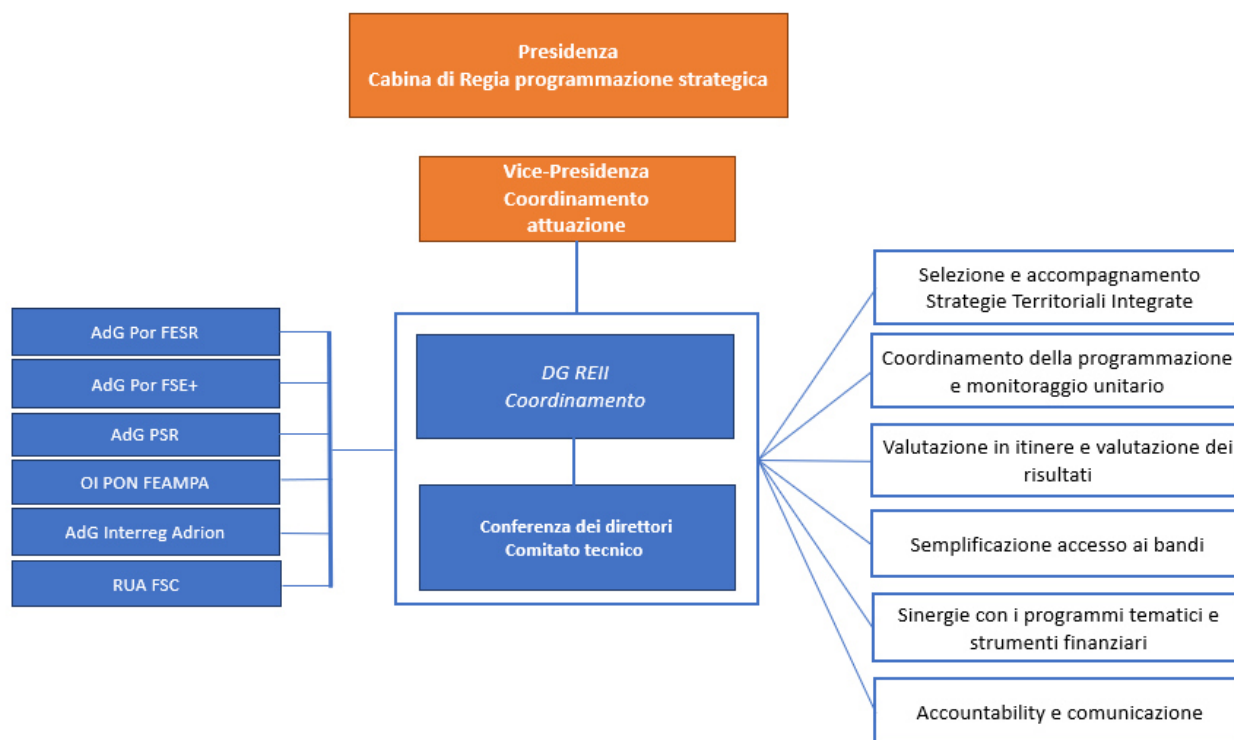 Presidenza
Cabina di Regia programmazione strategica
Vice-Presidenza
Coordinamento
attuazione
AdG Por FESR
AdG Por FSE+
AdG PSR
OI PON FEAMPA
AdG Interreg Adrion
RUA FSC
DG REII
Coordinamento
Conferenza dei direttori
Comitato tecnico
Selezione e accompagnamento
Strategie Territoriali Integrate
Coordinamento della programmazione
e monitoraggio unitario
Valutazione in itinere e valutazione dei
risultati
Semplificazione accesso ai bandi
Sinergie con i programmi tematici e
strumenti finanziari
Accountability e comunicazione